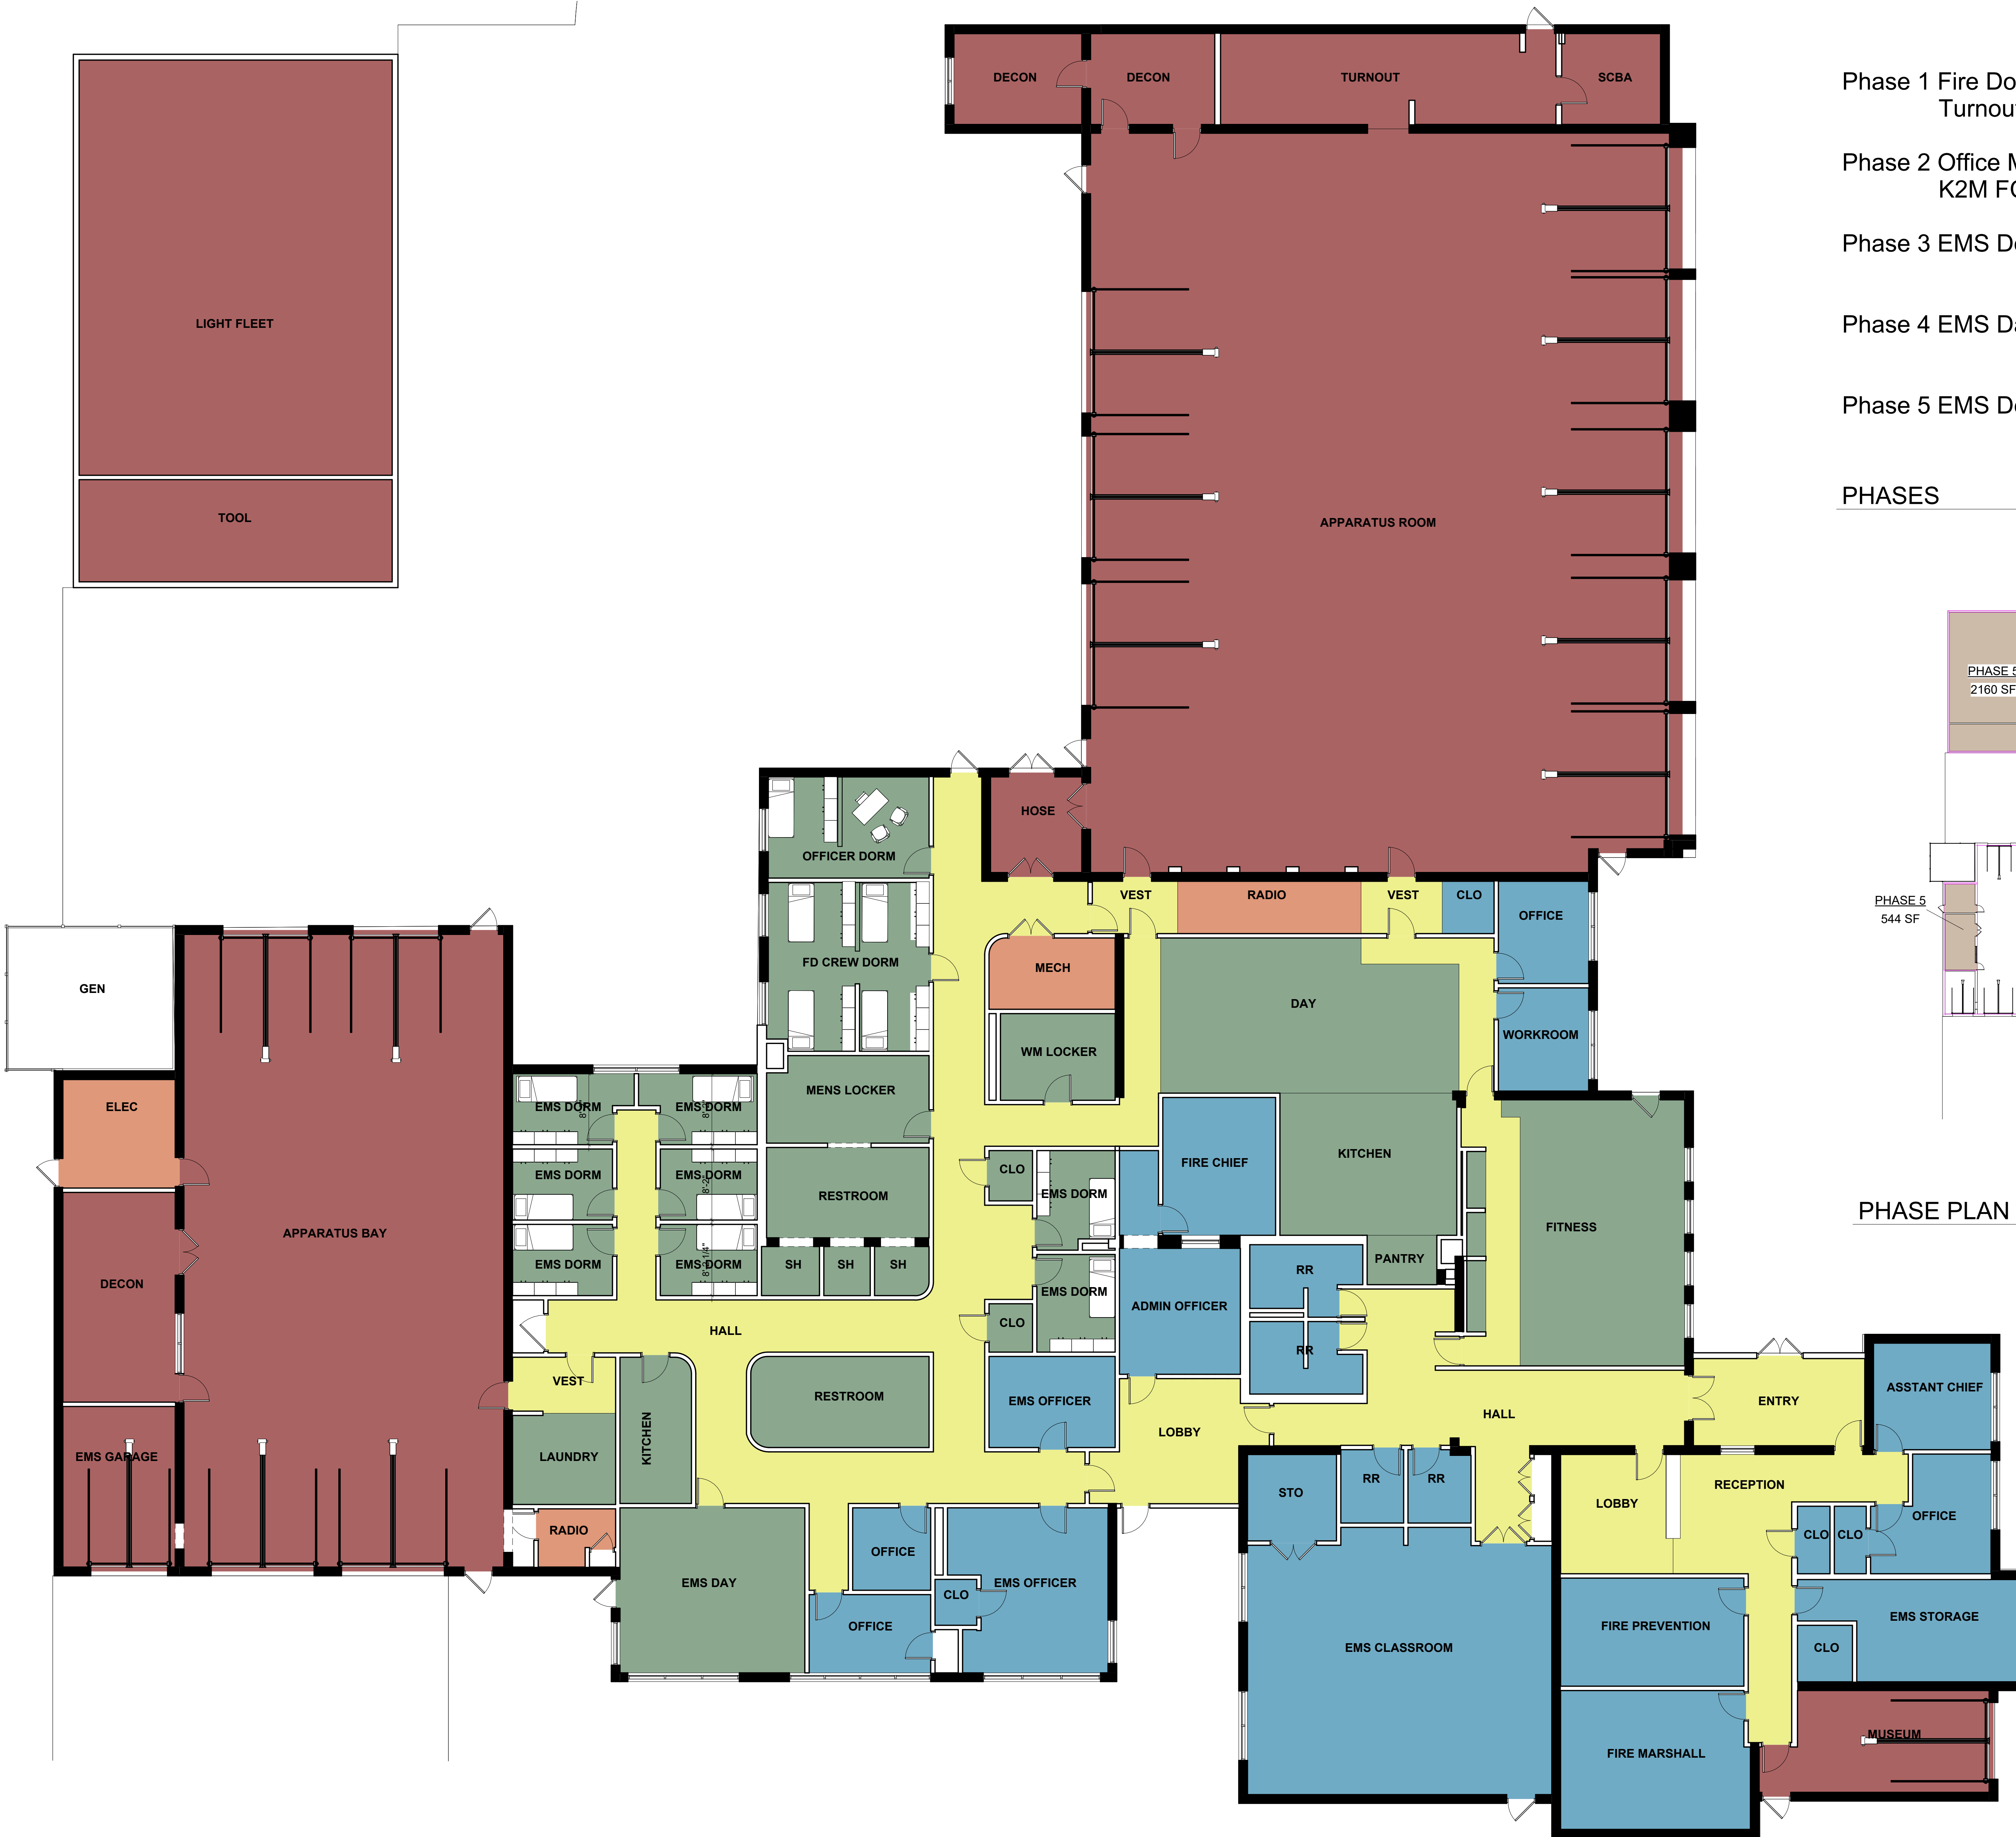 DECON
DECON
TURNOUT
SCBA
Phase 1 Fire Do
Turnou
Phase 2 Office M
K2M FC
Phase 3 EMS D
Phase 4 EMS Da
Phase 5 EMS D
PHASES
LIGHT FLEET
TOOL
APPARATUS ROOM
PHASE 5
2160 SF
HOSE
OFFICER DORM
VEST
RADIO
VEST
CLO
OFFICE
PHASE 5
544 SF
FD CREW DORM
MECH
GEN
DAY
WORKROOM
WM LOCKER
MENS LOCKER
ELEC
EMS DORM
EMS DORM
KITCHEN
FIRE CHIEF
CLO
EMS DORM
EMS DORM
8'-2"
EMS DORM
RESTROOM
PHASE PLAN
APPARATUS BAY
FITNESS
DECON
EMS DORM
EMS DORM
8'-2 1/4"
SH
SH
SH
PANTRY
RR
EMS DORM
ADMIN OFFICER
CLO
HALL
RR
VEST
RESTROOM
EMS OFFICER
ASSTANT CHIEF
ENTRY
HALL
LOBBY
KITCHEN
EMS GARAGE
LAUNDRY
RR
RR
RECEPTION
STO
LOBBY
OFFICE
RADIO
CLO
CLO
OFFICE
EMS DAY
EMS OFFICER
CLO
EMS STORAGE
OFFICE
FIRE PREVENTION
EMS CLASSROOM
CLO
MUSEUM
FIRE MARSHALL